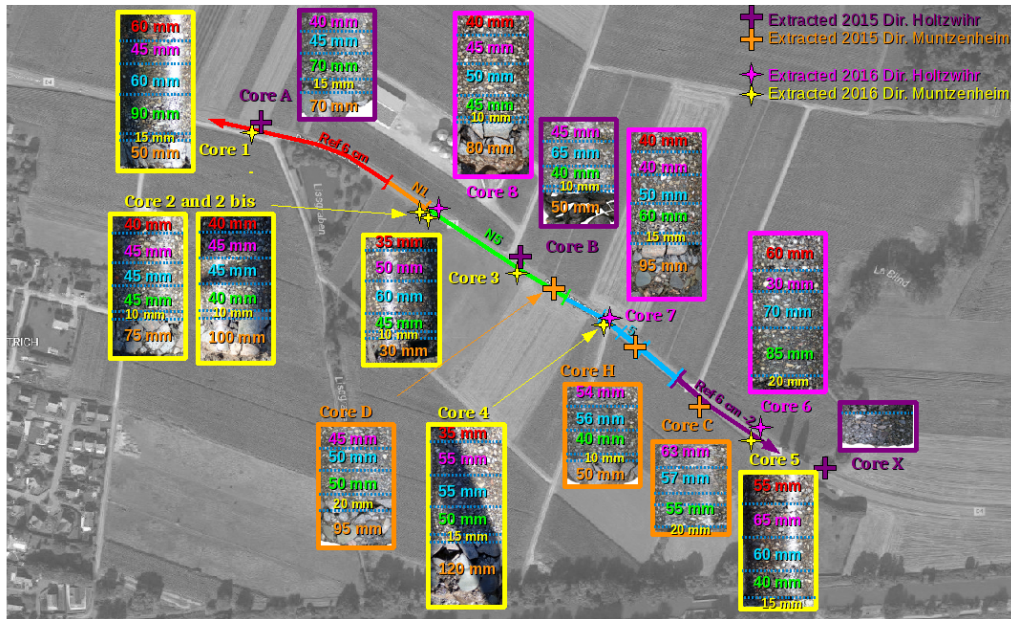 Extracted 2015 Dir. Holtzwihr
Extracted 2015 Dir. Muntzenheim
Extracted 2016 Dir. Holtzwihr
Extracted 2016 Dir. Muntzenheim
60 mm
45 mm
60 mm
90 mm
15 mm
50 mm
Core 1
Core A
40 mm
45 mm
70 mm
15 mm
70 mm
40 mm
45 mm
50 mm
45 mm
10 mm
80 mm
Core 8
45 mm
65 mm
40 mm
10 mm
50 mm
Core B
40 mm
40 mm
50 mm
60 mm
15 mm
95 mm
Core 7
60 mm
30 mm
70 mm
85 mm
20 mm
Core 6
Ref 6 cm
N1
N3
Ref 6 cm -2
Core 2 and 2 bis
40 mm
45 mm
45 mm
45 mm
10 mm
75 mm
40 mm
45 mm
45 mm
40 mm
10 mm
100 mm
35 mm
50 mm
60 mm
45 mm
10 mm
30 mm
Core 3
Core D
45 mm
50 mm
50 mm
20 mm
95 mm
Core 4
35 mm
55 mm
55 mm
50 mm
15 mm
120 mm
Core H
54 mm
56 mm
40 mm
10 mm
50 mm
Core C
63 mm
57 mm
55 mm
20 mm
Core 5
55 mm
65 mm
60 mm
40 mm
15 mm
Core X
TRICH